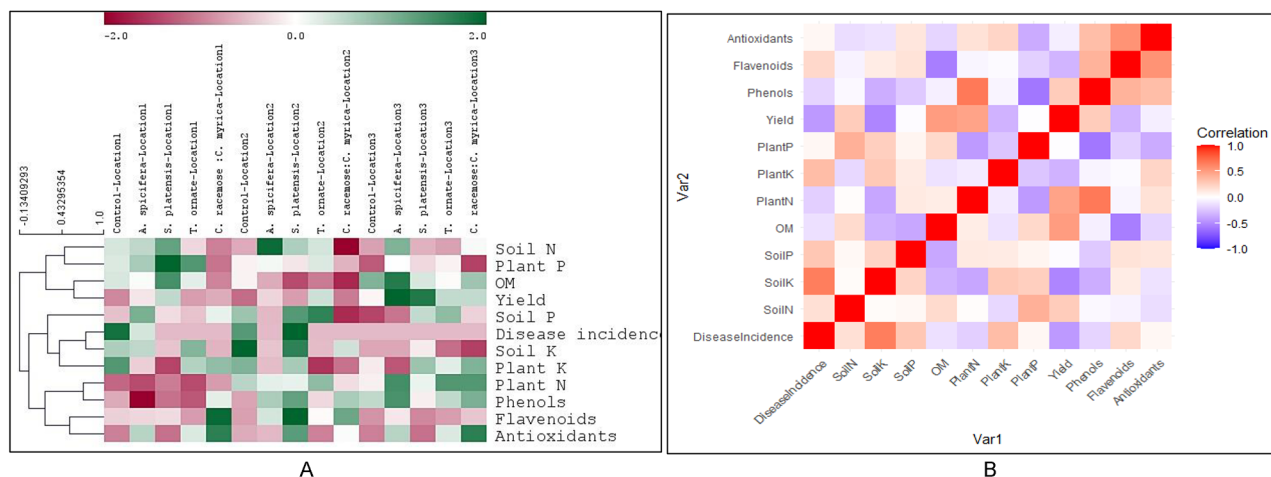 -2.0 0.0 2.0
Control-Location1
A. spicifera-Location1
S. platensis-Location1
T. ornate-Location1
C. racemose :C. myrica-Location1
Control-Location2
A. spicifera-Location2
S. platensis-Location2
T. ornate-Location2
C. racemose:C. myrica-Location2
Control-Location3
A. spicifera-Location3
S. platensis-Location3
T. ornate-Location3
C. racemose:C. myrica-Location3
-0.13409293
0.43295354
1.0
Soil N
Plant P
OM
Yield
Soil P
Disease incidence
Soil K
Plant K
Plant N
Phenols
Flavenoids
Antioxidants
A
Var2
Antioxidants
Flavenoids
Phenols
Yield
PlantP
PlantK
PlantN
OM
SoilP
SoilK
SoilN
DiseaseIncidence
DiseaseIncidence
SoilN
SoilK
SoilP
OM
PlantN
PlantK
PlantP
Yield
Phenols
Flavenoids
Antioxidants
Var1
Correlation
1.0
0.5
0.0
-0.5
-1.0
B